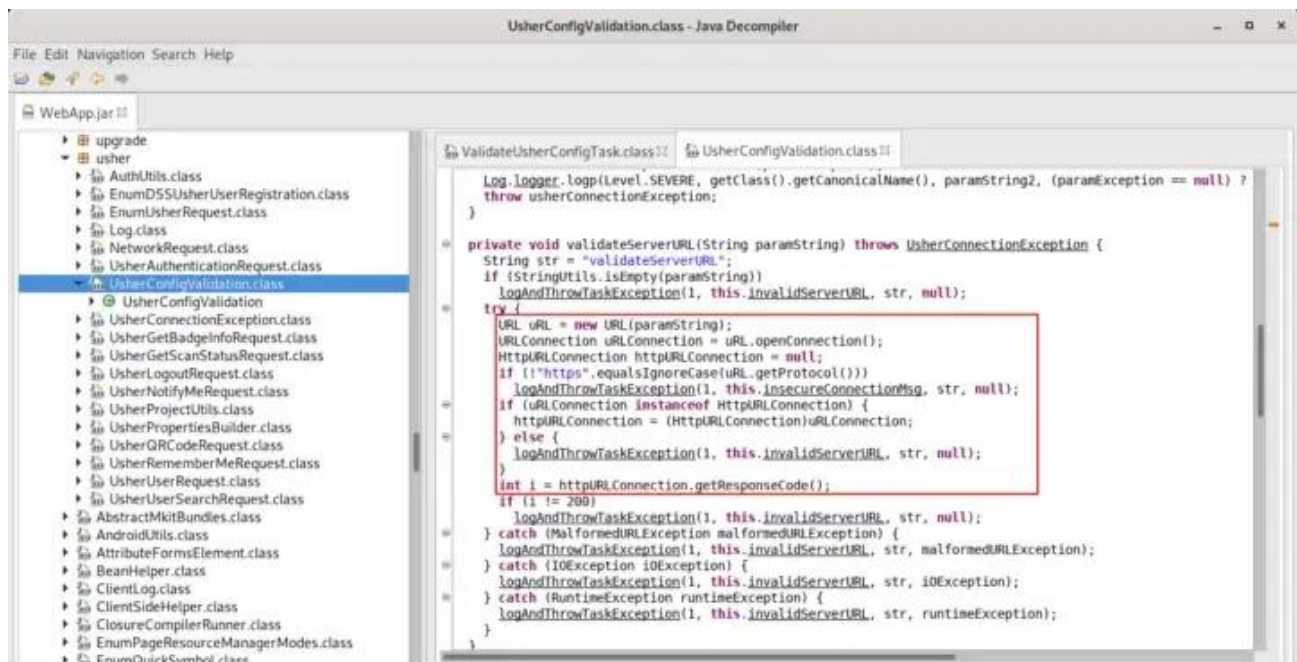 UsherConfigValidation.class - Java Decompiler
File Edit Navigation Search Help
WebApp.jar
upgrade
usher
AuthUtils.class
EnumDSSUsherUserRegistration.class
EnumUsherRequest.class
Log.class
NetworkRequest.class
UsherAuthenticationRequest.class
UsherConfigValidation.class
UsherConfigValidation
UsherConnectionException.class
UsherGetBadgeInfoRequest.class
UsherGetScanStatusRequest.class
UsherLogoutRequest.class
UsherNotifyMeRequest.class
UsherProjectUtils.class
UsherPropertiesBuilder.class
UsherQRCodeRequest.class
UsherRememberMeRequest.class
UsherUserRequest.class
UsherUserSearchRequest.class
AbstractMkitBundles.class
AndroidUtils.class
AttributeFormsElement.class
BeanHelper.class
ClientLog.class
ClientSideHelper.class
ClosureCompilerRunner.class
EnumPageResourceManagerModes.class
EnumQuickSymbol.class
ValidateUsherConfigTask.class
UsherConfigValidation.class
Log.logger.logp(Level.SEVERE, getClass().getCanonicalName(), paramString2, (paramException == null) ?
throw usherConnectionException;
}
private void validateServerURL(String paramString) throws UsherConnectionException {
String str = "validateServerURL";
if (StringUtils.isEmpty(paramString))
logAndThrowTaskException(1, this.invalidServerURL, str, null);
try {
URL uRL = new URL(paramString);
URLConnection uRLConnection = uRL.openConnection();
HttpURLConnection httpURLConnection = null;
if (!"https".equalsIgnoreCase(uRL.getProtocol()))
logAndThrowTaskException(1, this.insecureConnectionMsg, str, null);
if (uRLConnection instanceof HttpURLConnection) {
httpURLConnection = (HttpURLConnection)uRLConnection;
} else {
logAndThrowTaskException(1, this.invalidServerURL, str, null);
}
int i = httpURLConnection.getResponseCode();
if (i != 200)
logAndThrowTaskException(1, this.invalidServerURL, str, null);
} catch (MalformedURLException malformedURLException) {
logAndThrowTaskException(1, this.invalidServerURL, str, malformedURLException);
} catch (IOException iOException) {
logAndThrowTaskException(1, this.invalidServerURL, str, iOException);
} catch (RuntimeException runtimeException) {
logAndThrowTaskException(1, this.invalidServerURL, str, runtimeException);
}
}